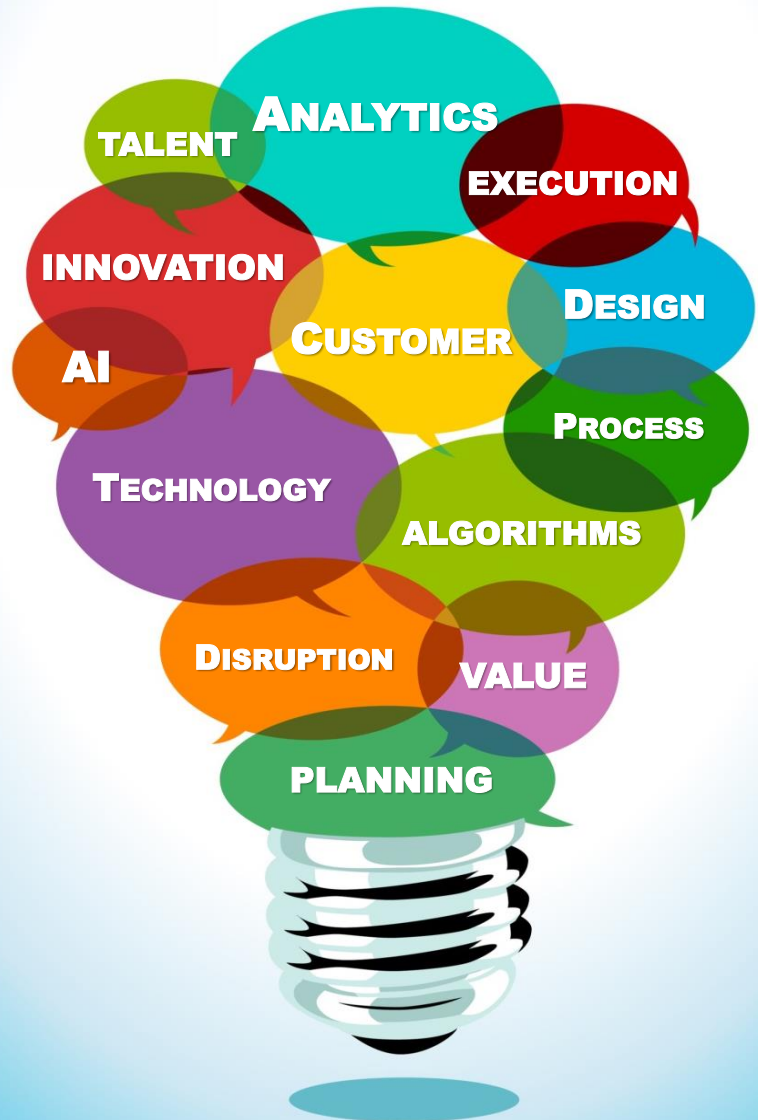 ANALYTICS
TALENT
EXECUTION
INNOVATION
DESIGN
CUSTOMER
AI
PROCESS
TECHNOLOGY
ALGORITHMS
DISRUPTION
VALUE
PLANNING